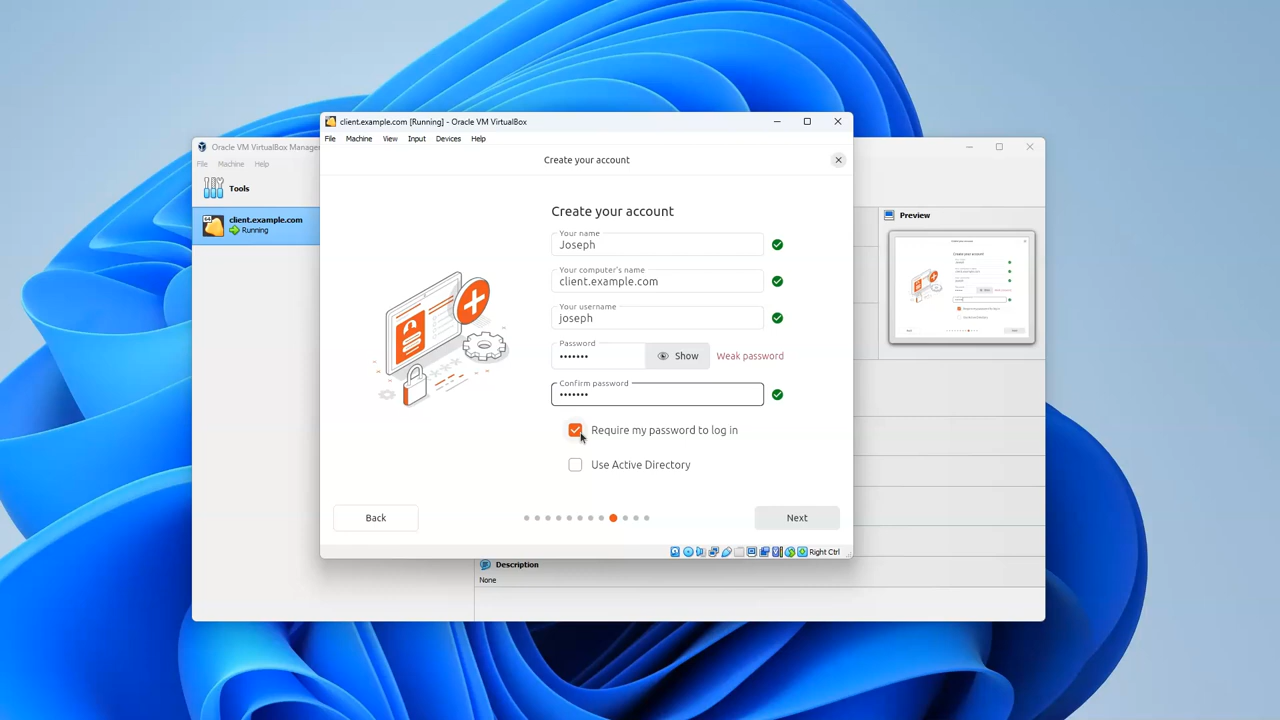 client.example.com [Running] - Oracle VM VirtualBox
File Machine View Input Devices Help
Oracle VM VirtualBox Manager
File Machine Help
Tools
client.example.com
Running
Preview
Create your account
Create your account
Your name
Joseph
Your computer's name
client.example.com
Your username
joseph
Password
•••••••
Show
Weak password
Confirm password
•••••••
Require my password to log in
Use Active Directory
Back
Next
Right Ctrl
Description
None